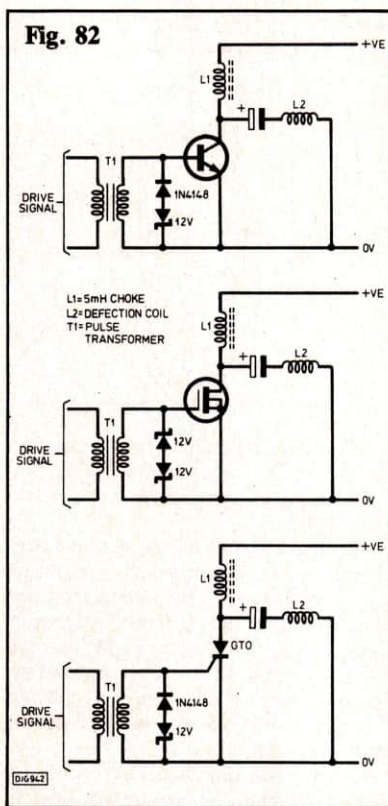 Fig. 82
+VE
L1
+
L2
T1
DRIVE
SIGNAL
1N4148
12V
0V
L1= 5mH CHOKE
L2= DEFECTION COIL
T1= PULSE
TRANSFORMER
+VE
L1
+
L2
T1
DRIVE
SIGNAL
12V
12V
0V
+VE
L1
+
L2
GTO
T1
DRIVE
SIGNAL
1N4148
12V
0V
DJG942